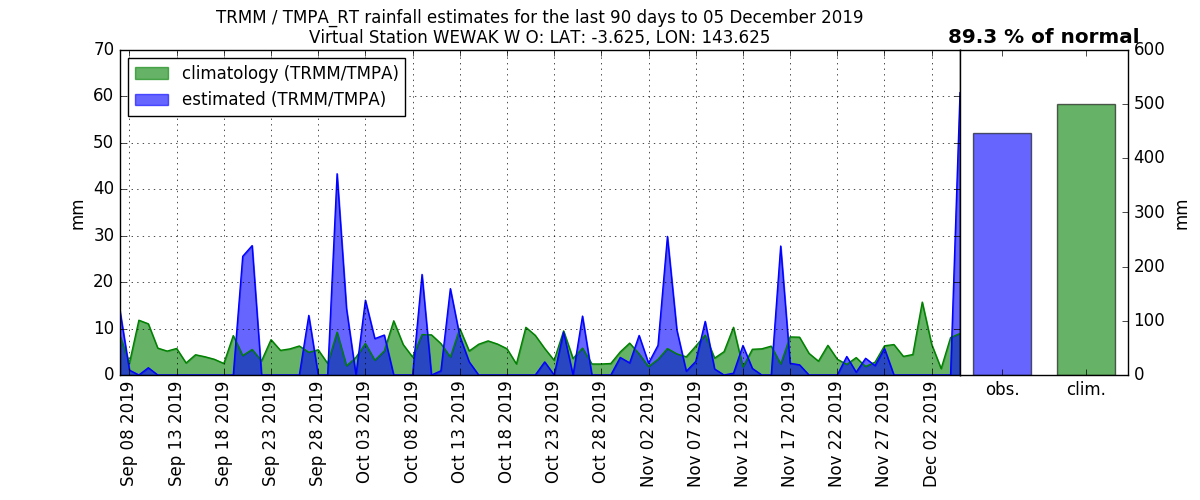 TRMM / TMPA_RT rainfall estimates for the last 90 days to 05 December 2019
Virtual Station WEWAK W O: LAT: -3.625, LON: 143.625
89.3 % of normal
climatology (TRMM/TMPA)
estimated (TRMM/TMPA)
70
60
50
40
30
20
10
0
mm
Sep 08 2019
Sep 13 2019
Sep 18 2019
Sep 23 2019
Sep 28 2019
Oct 03 2019
Oct 08 2019
Oct 13 2019
Oct 18 2019
Oct 23 2019
Oct 28 2019
Nov 02 2019
Nov 07 2019
Nov 12 2019
Nov 17 2019
Nov 22 2019
Nov 27 2019
Dec 02 2019
obs.
clim.
600
500
400
300
200
100
0
mm